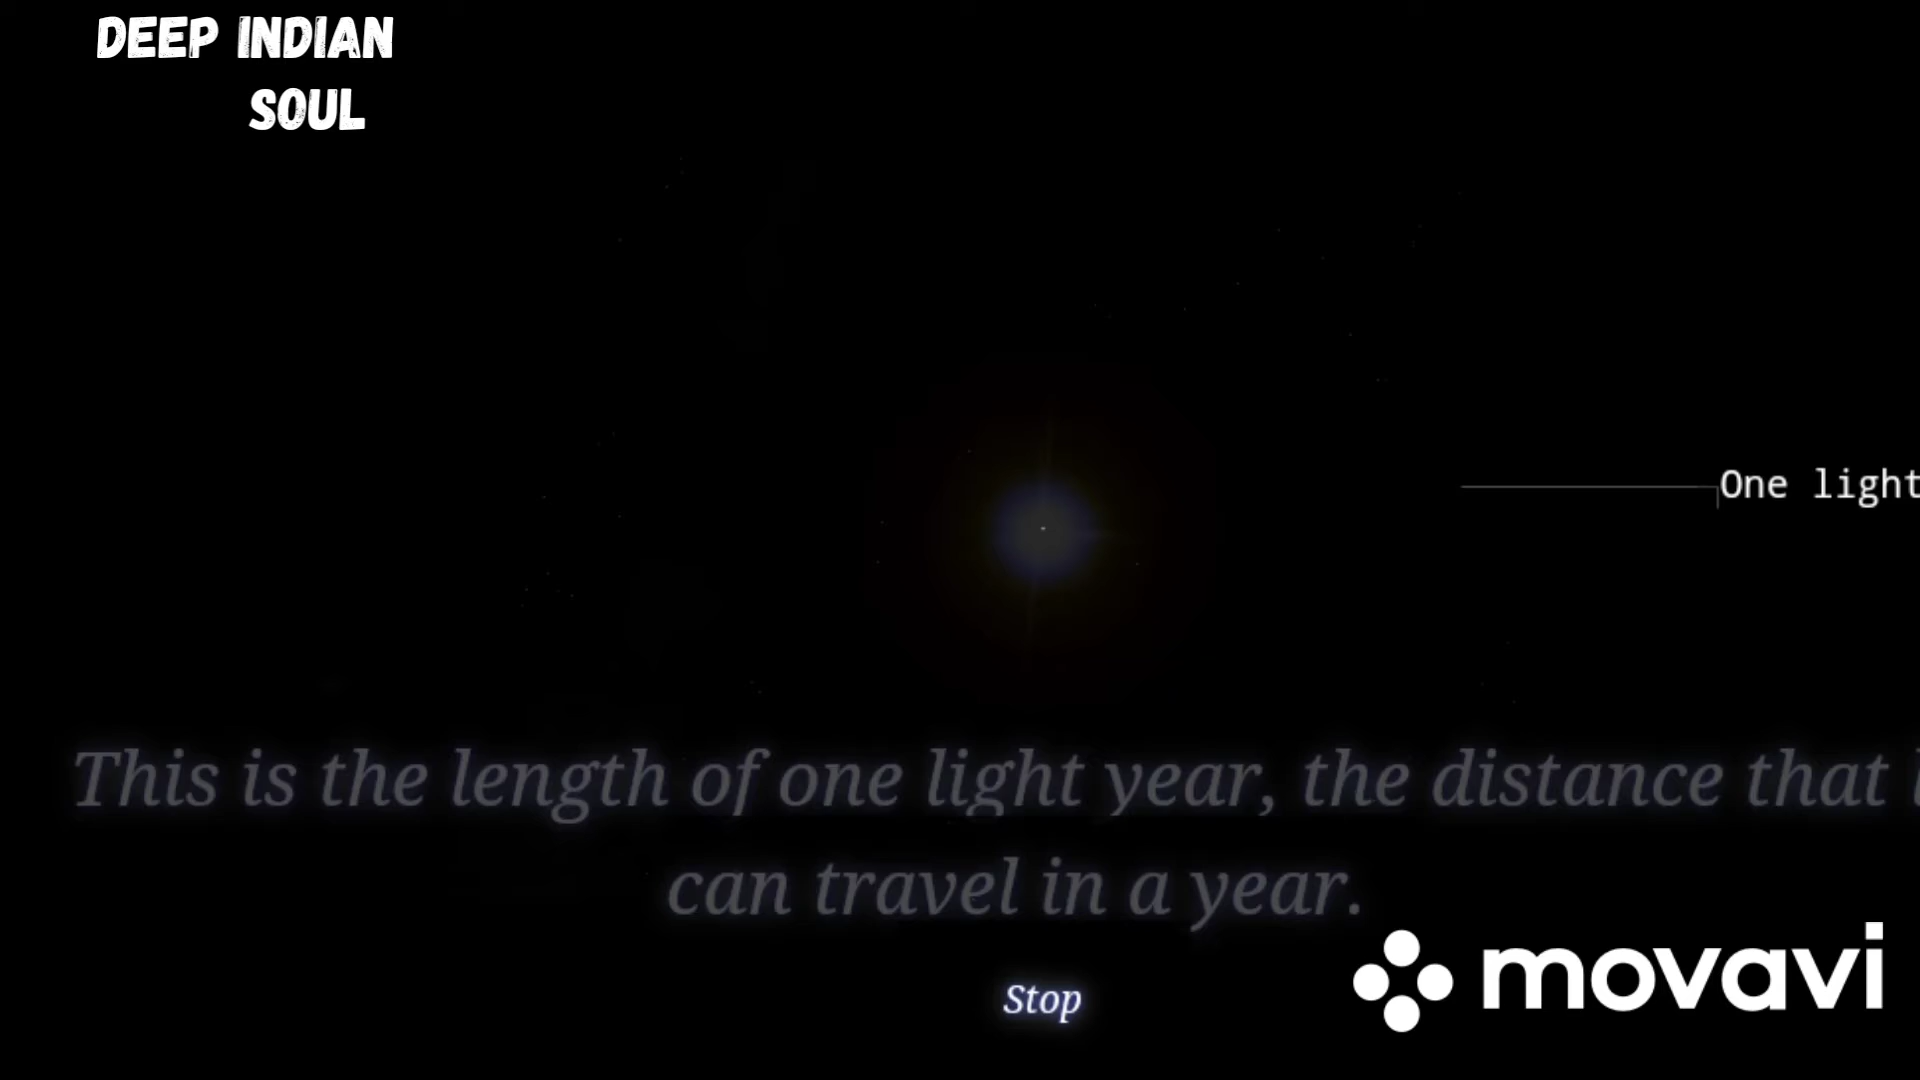 DEEP INDIAN
SOUL
One light
This is the length of one light year, the distance that
can travel in a year.
Stop
movavi